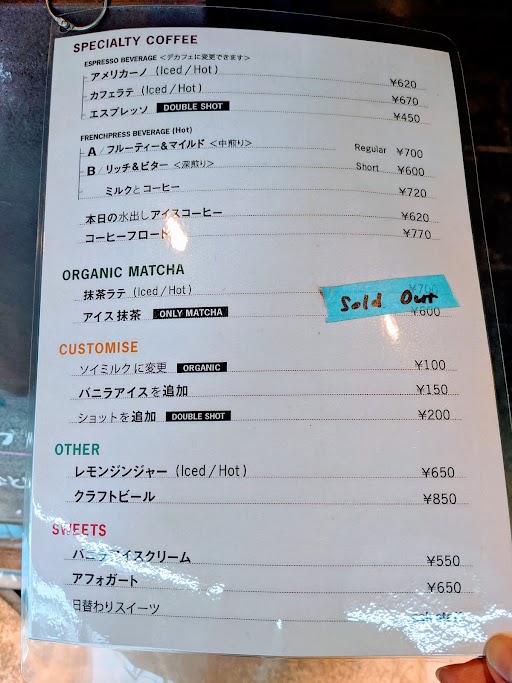 SPECIALTY COFFEE
ESPRESSO BEVERAGE <デカフェに変更できます>
アメリカーノ (Iced / Hot) ¥620
カフェラテ (Iced / Hot) ¥670
エスプレッソ DOUBLE SHOT ¥450
FRENCHPRESS BEVERAGE (Hot)
A / フルーティー&マイルド <中煎り> Regular ¥700
B / リッチ&ビター <深煎り> Short ¥600
ミルクとコーヒー ¥720
本日の水出しアイスコーヒー ¥620
コーヒーフロート ¥770
ORGANIC MATCHA
抹茶ラテ (Iced / Hot) ¥700
Sold Out
アイス抹茶 ONLY MATCHA ¥600
CUSTOMISE
ソイミルクに変更 ORGANIC ¥100
バニラアイスを追加 ¥150
ショットを追加 DOUBLE SHOT ¥200
OTHER
レモンジンジャー (Iced / Hot) ¥650
クラフトビール ¥850
SWEETS
バニラアイスクリーム ¥550
アフォガート ¥650
日替わりスイーツ